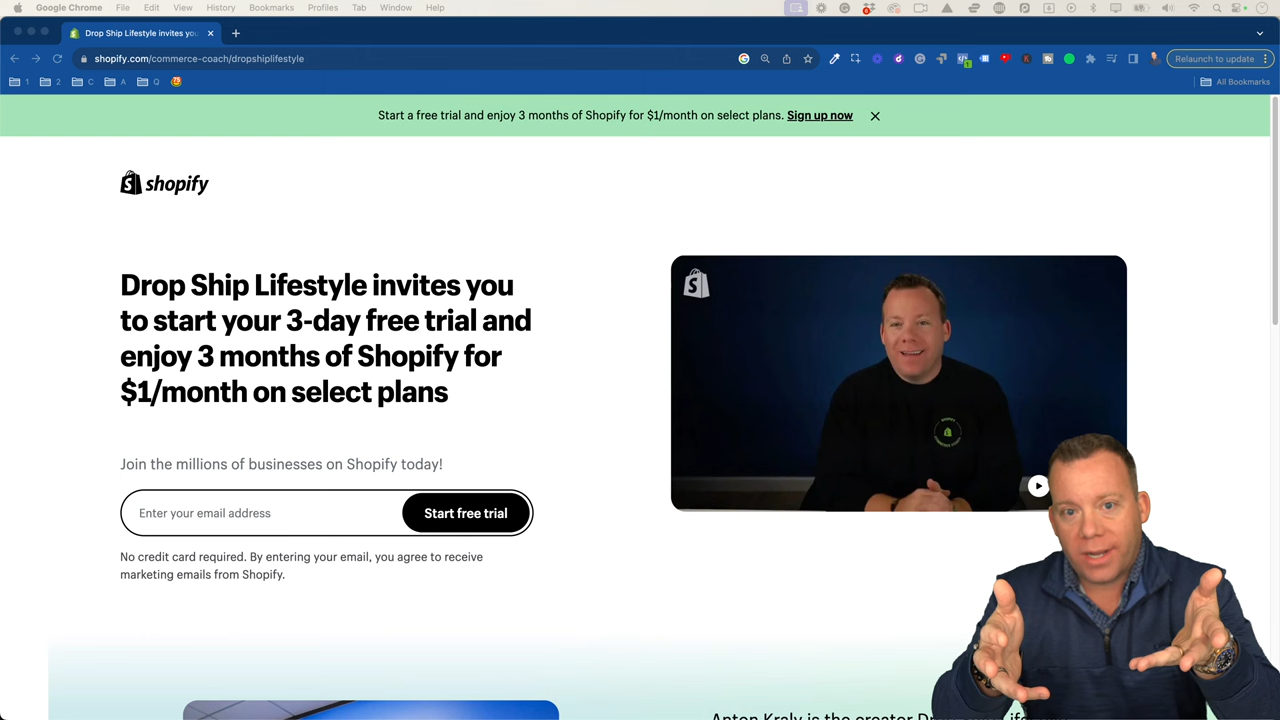 Google Chrome File Edit View History Bookmarks Profiles Tab Window Help
Drop Ship Lifestyle invites you
shopify.com/commerce-coach/dropshiplifestyle
Relaunch to update
1 2 C A Q
All Bookmarks
Start a free trial and enjoy 3 months of Shopify for $1/month on select plans. Sign up now
shopify
Drop Ship Lifestyle invites you
to start your 3-day free trial and
enjoy 3 months of Shopify for
$1/month on select plans
Join the millions of businesses on Shopify today!
Enter your email address
Start free trial
No credit card required. By entering your email, you agree to receive
marketing emails from Shopify.